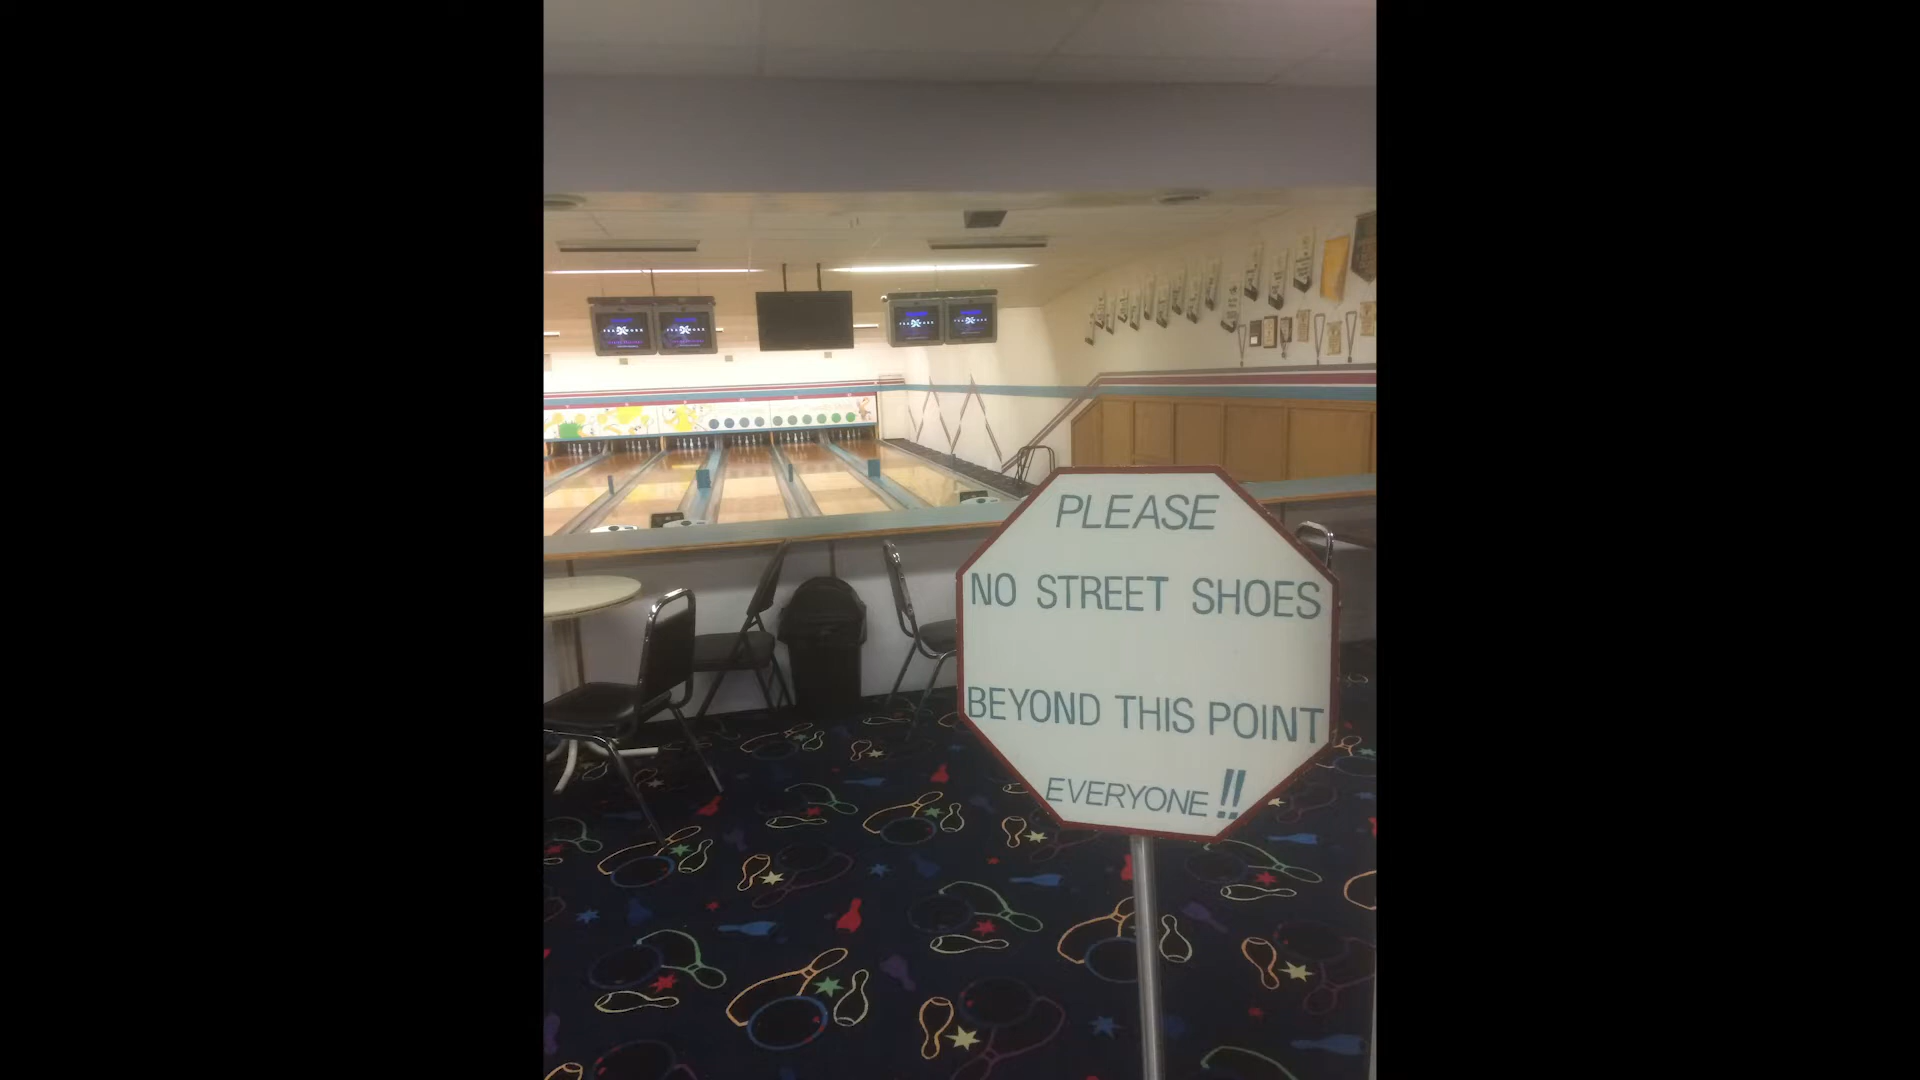 PLEASE
NO STREET SHOES
BEYOND THIS POINT
EVERYONE!!